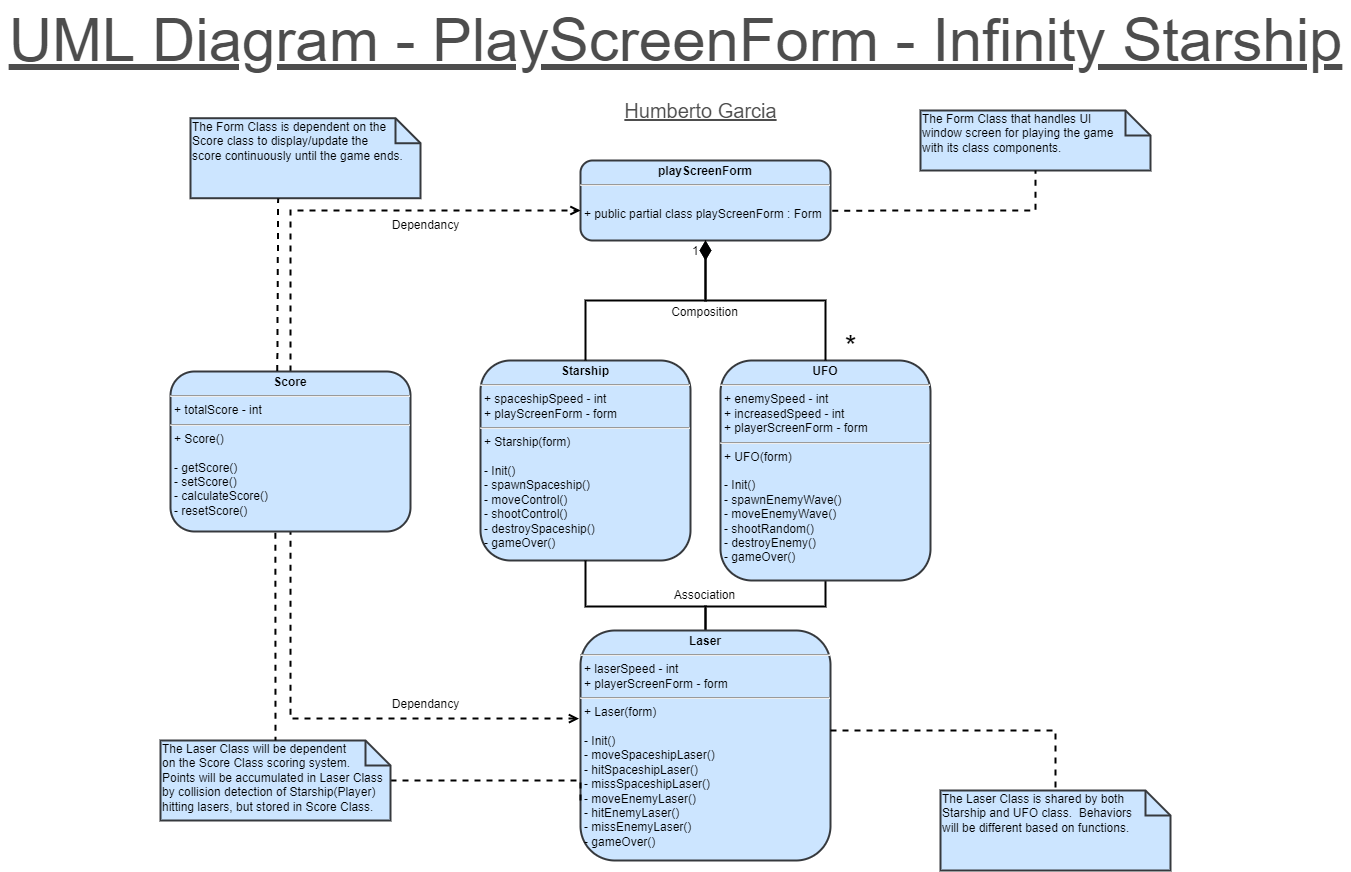 UML Diagram - PlayScreenForm - Infinity Starship
Humberto Garcia
The Form Class is dependent on the
Score class to display/update the
score continuously until the game ends.
The Form Class that handles UI
window screen for playing the game
with its class components.
playScreenForm
+ public partial class playScreenForm : Form
Dependancy
1
Composition
*
Score
+ totalScore - int
+ Score()
- getScore()
- setScore()
- calculateScore()
- resetScore()
Starship
+ spaceshipSpeed - int
+ playScreenForm - form
+ Starship(form)
- Init()
- spawnSpaceship()
- moveControl()
- shootControl()
- destroySpaceship()
- gameOver()
UFO
+ enemySpeed - int
+ increasedSpeed - int
+ playerScreenForm - form
+ UFO(form)
- Init()
- spawnEnemyWave()
- moveEnemyWave()
- shootRandom()
- destroyEnemy()
- gameOver()
Association
Laser
+ laserSpeed - int
+ playerScreenForm - form
+ Laser(form)
- Init()
- moveSpaceshipLaser()
- hitSpaceshipLaser()
- missSpaceshipLaser()
- moveEnemyLaser()
- hitEnemyLaser()
- missEnemyLaser()
- gameOver()
Dependancy
The Laser Class will be dependent
on the Score Class scoring system.
Points will be accumulated in Laser Class
by collision detection of Starship(Player)
hitting lasers, but stored in Score Class.
The Laser Class is shared by both
Starship and UFO class.  Behaviors
will be different based on functions.